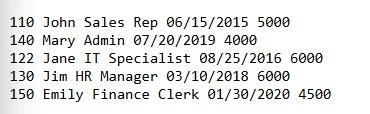 110 John Sales Rep 06/15/2015 5000
140 Mary Admin 07/20/2019 4000
122 Jane IT Specialist 08/25/2016 6000
130 Jim HR Manager 03/10/2018 6000
150 Emily Finance Clerk 01/30/2020 4500